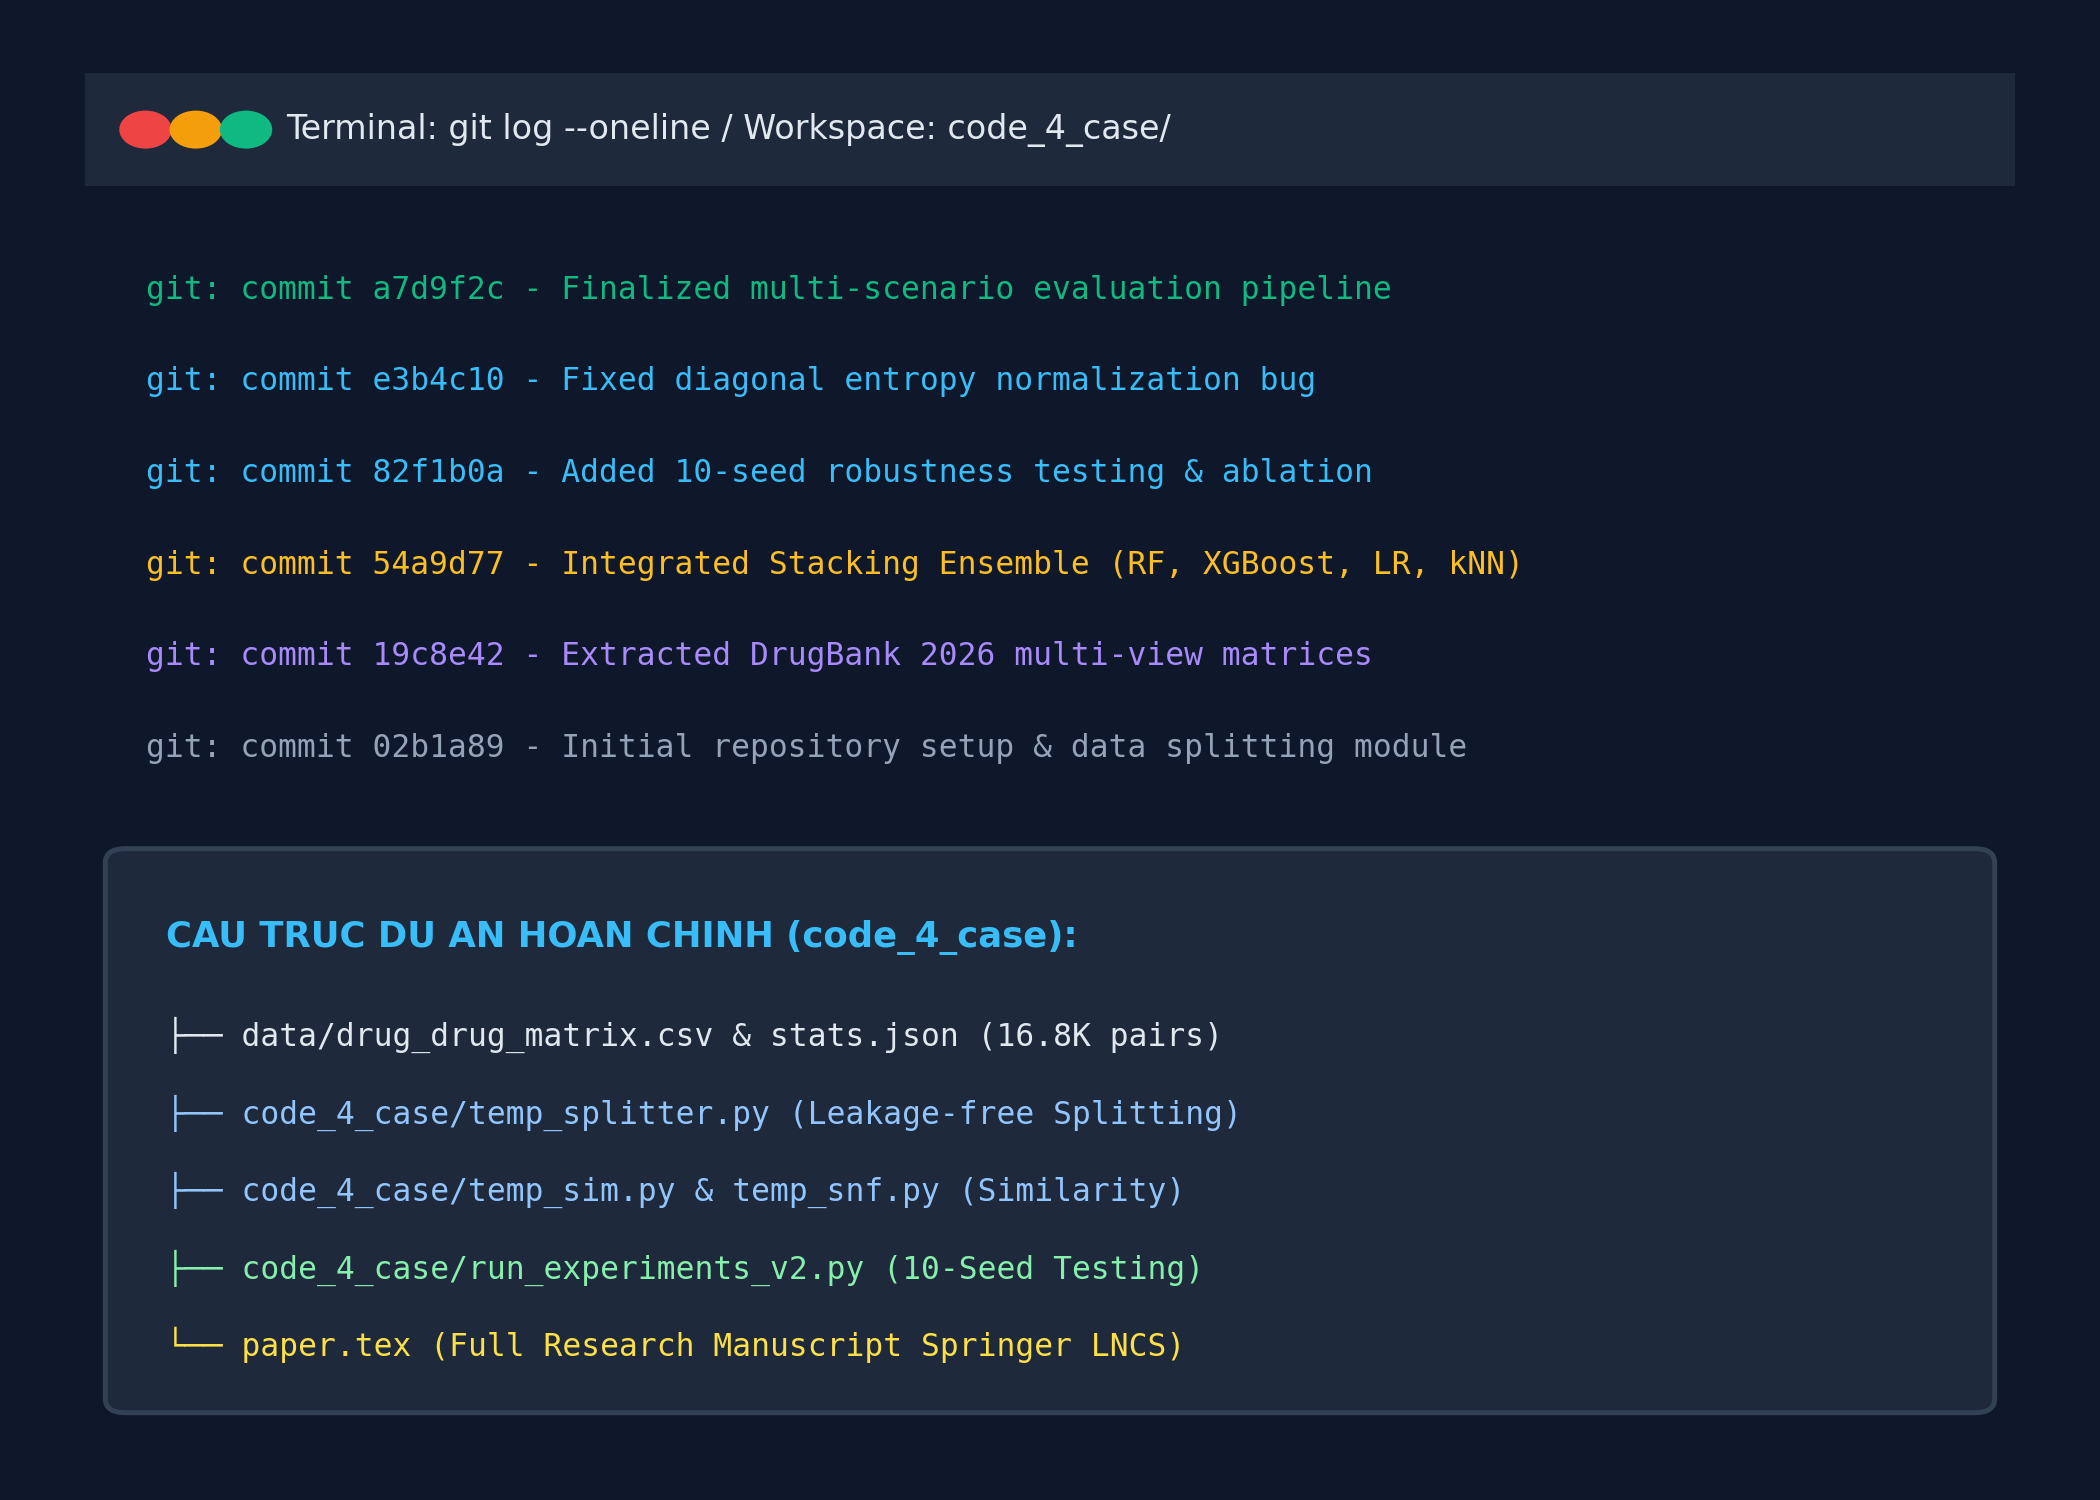 Terminal: git log --oneline / Workspace: code_4_case/
git: commit a7d9f2c - Finalized multi-scenario evaluation pipeline
git: commit e3b4c10 - Fixed diagonal entropy normalization bug
git: commit 82f1b0a - Added 10-seed robustness testing & ablation
git: commit 54a9d77 - Integrated Stacking Ensemble (RF, XGBoost, LR, kNN)
git: commit 19c8e42 - Extracted DrugBank 2026 multi-view matrices
git: commit 02b1a89 - Initial repository setup & data splitting module
CAU TRUC DU AN HOAN CHINH (code_4_case):
├── data/drug_drug_matrix.csv & stats.json (16.8K pairs)
├── code_4_case/temp_splitter.py (Leakage-free Splitting)
├── code_4_case/temp_sim.py & temp_snf.py (Similarity)
├── code_4_case/run_experiments_v2.py (10-Seed Testing)
└── paper.tex (Full Research Manuscript Springer LNCS)